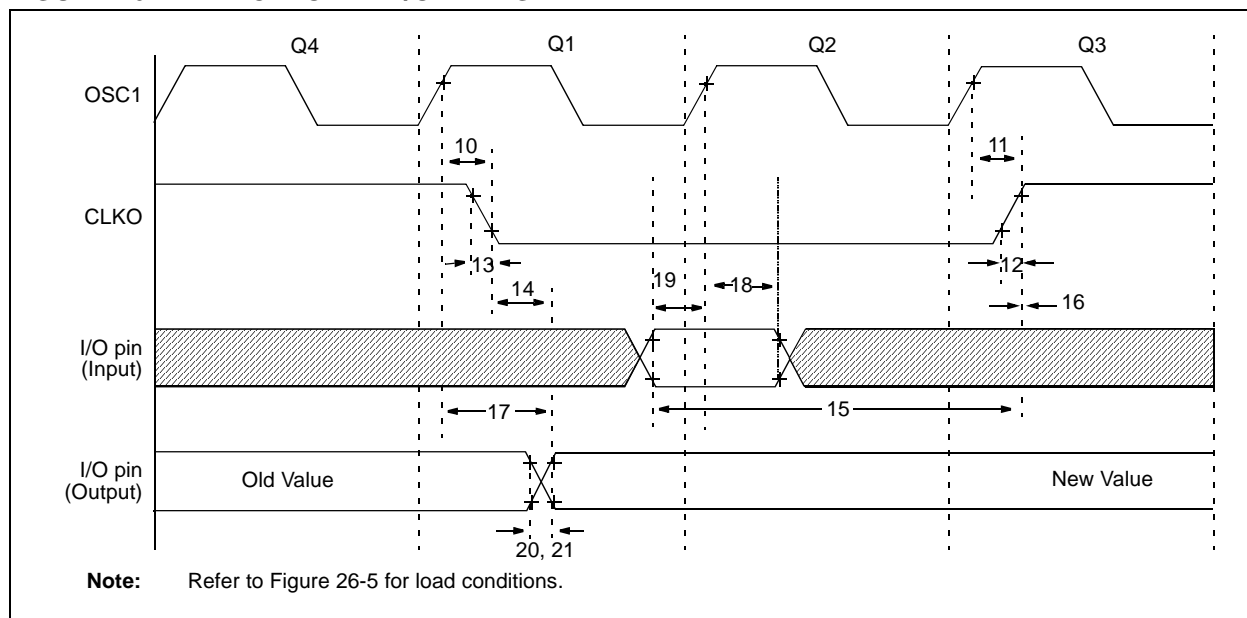 Q4 Q1 Q2 Q3
OSC1
10
11
CLKO
13
12
14
19
18
16
I/O pin
(Input)
17
15
I/O pin
(Output)
Old Value
New Value
20, 21
Note: Refer to Figure 26-5 for load conditions.